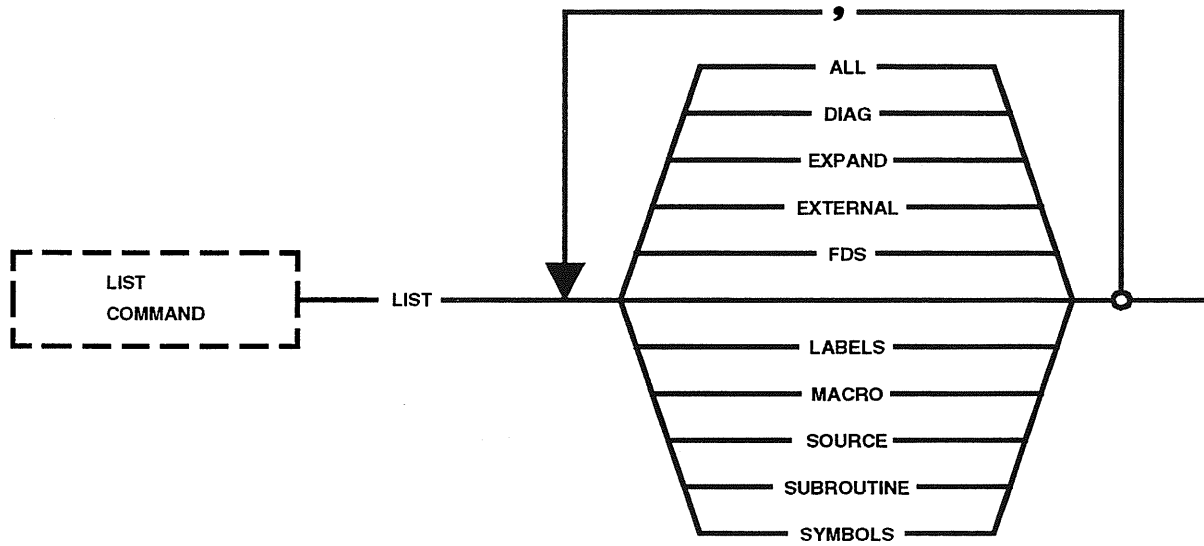 ,
ALL
DIAG
EXPAND
EXTERNAL
FDS
LIST
COMMAND
LIST
LABELS
MACRO
SOURCE
SUBROUTINE
SYMBOLS